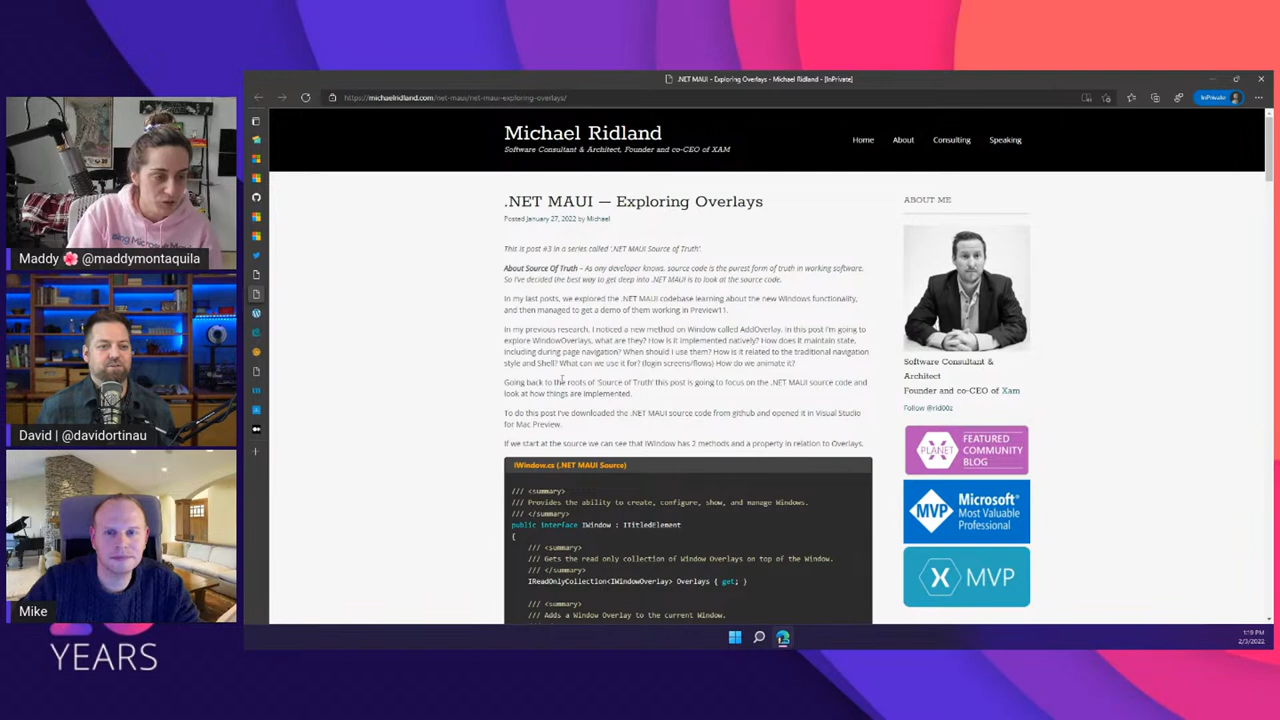 .NET MAUI - Exploring Overlays - Michael Ridland - [InPrivate]
https://michaelridland.com/net-maui/net-maui-exploring-overlays/
InPrivate
Michael Ridland
Software Consultant & Architect, Founder and co-CEO of XAM
Home About Consulting Speaking
.NET MAUI — Exploring Overlays
Posted January 27, 2022 by Michael
This is post #3 in a series called '.NET MAUI Source of Truth'.
About Source Of Truth – As any developer knows, source code is the purest form of truth in working software.
So I've decided the best way to get deep into .NET MAUI is to look at the source code.
In my last posts, we explored the .NET MAUI codebase learning about the new Windows functionality,
and then managed to get a demo of them working in Preview11.
In my previous research, I noticed a new method on Window called AddOverlay. In this post I'm going to
explore WindowOverlays, what are they? How is it implemented natively? How does it maintain state,
including during page navigation? When should I use them? How is it related to the traditional navigation
style and Shell? What can we use it for? (login screens/flows) How do we animate it?
Going back to the roots of 'Source of Truth' this post is going to focus on the .NET MAUI source code and
look at how things are implemented.
To do this post I've downloaded the .NET MAUI source code from github and opened it in Visual Studio
for Mac Preview.
If we start at the source we can see that IWindow has 2 methods and a property in relation to Overlays.
IWindow.cs (.NET MAUI Source)
/// <summary>
/// Provides the ability to create, configure, show, and manage Windows.
/// </summary>
public interface IWindow : ITitledElement
{
/// <summary>
/// Gets the read only collection of Window Overlays on top of the Window.
/// </summary>
IReadOnlyCollection<IWindowOverlay> Overlays { get; }
/// <summary>
/// Adds a Window Overlay to the current Window.
ABOUT ME
Software Consultant &
Architect
Founder and co-CEO of Xam
Follow @rid00z
PLANET
FEATURED
COMMUNITY
BLOG
MVP
Microsoft
Most Valuable
Professional
MVP
1:19 PM
2/3/2022
Maddy 🌸 @maddymontaquila
David | @davidortinau
Mike
YEARS